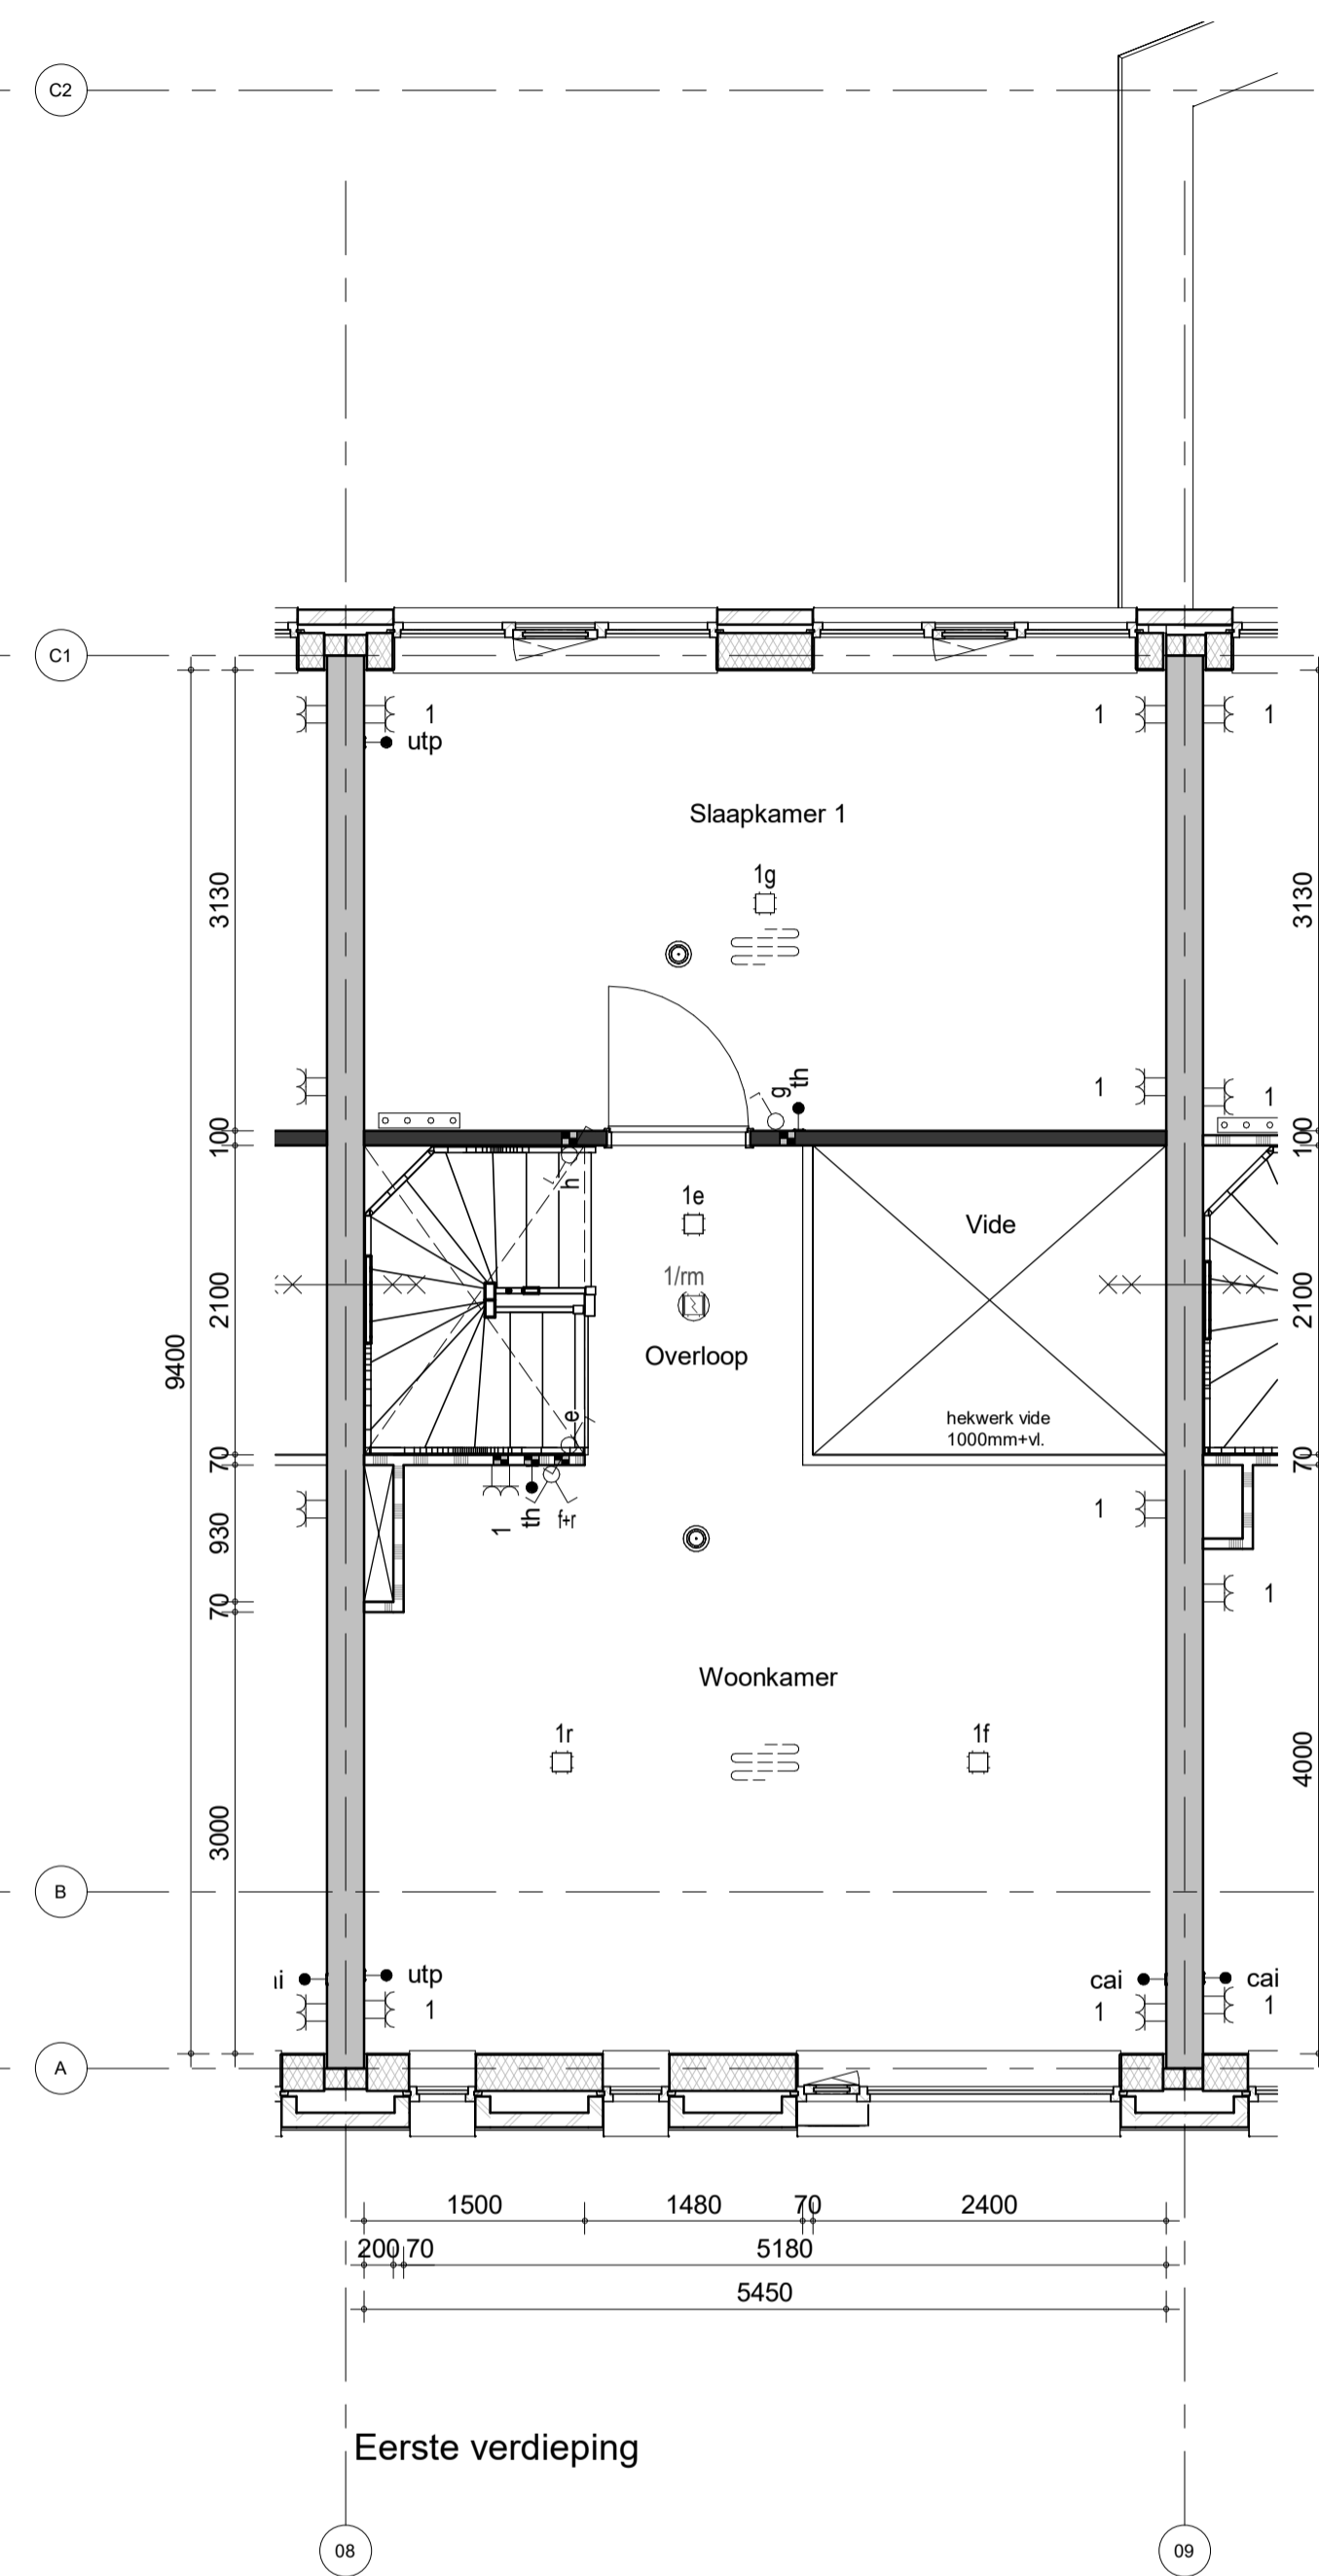 C2
C1
1
1
1
utp
Slaapkamer 1
3130
3130
1g
1
1
g
th
100
100
h
1e
Vide
1/rm
2100
2100
Overloop
9400
e
hekwerk vide
1000mm+vl.
70
70
1
th
f+r
1
930
1
70
Woonkamer
1r
1f
4000
3000
B
utp
cai
cai
1
1
1
A
1500
1480
70
2400
200
70
5180
5450
Eerste verdieping
08
09